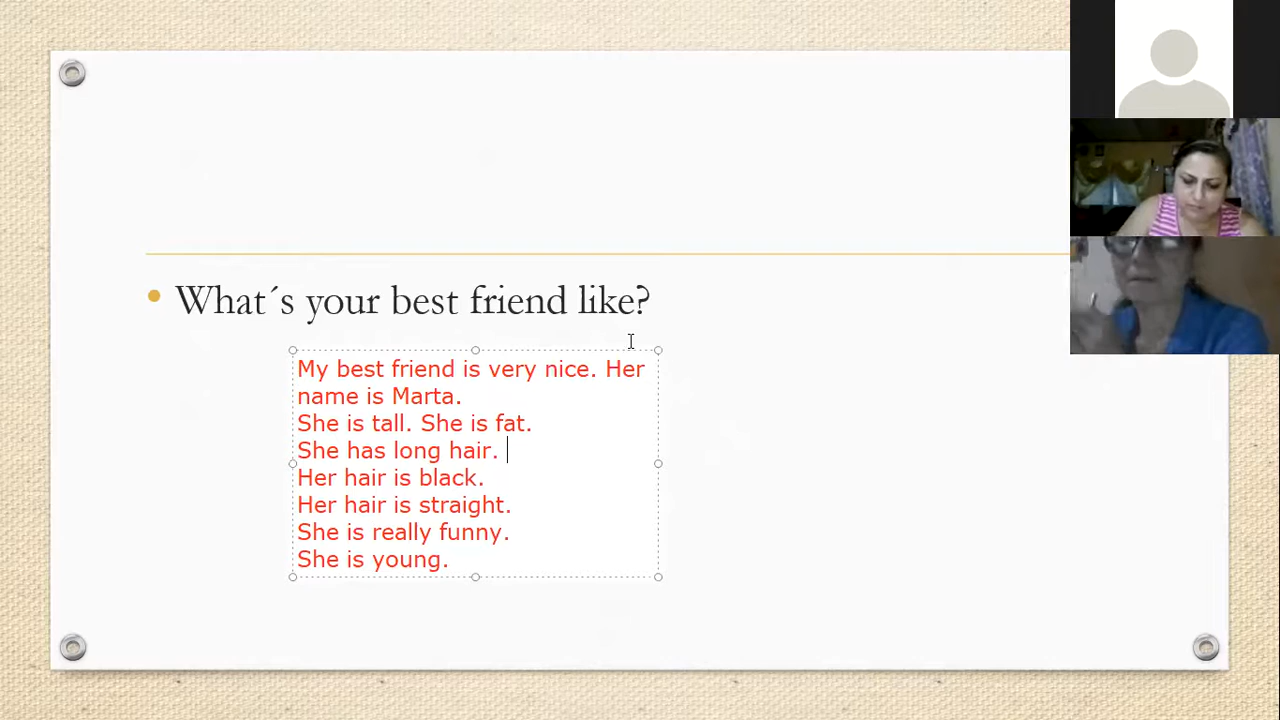 What´s your best friend like?
My best friend is very nice. Her
name is Marta.
She is tall. She is fat.
She has long hair.
Her hair is black.
Her hair is straight.
She is really funny.
She is young.